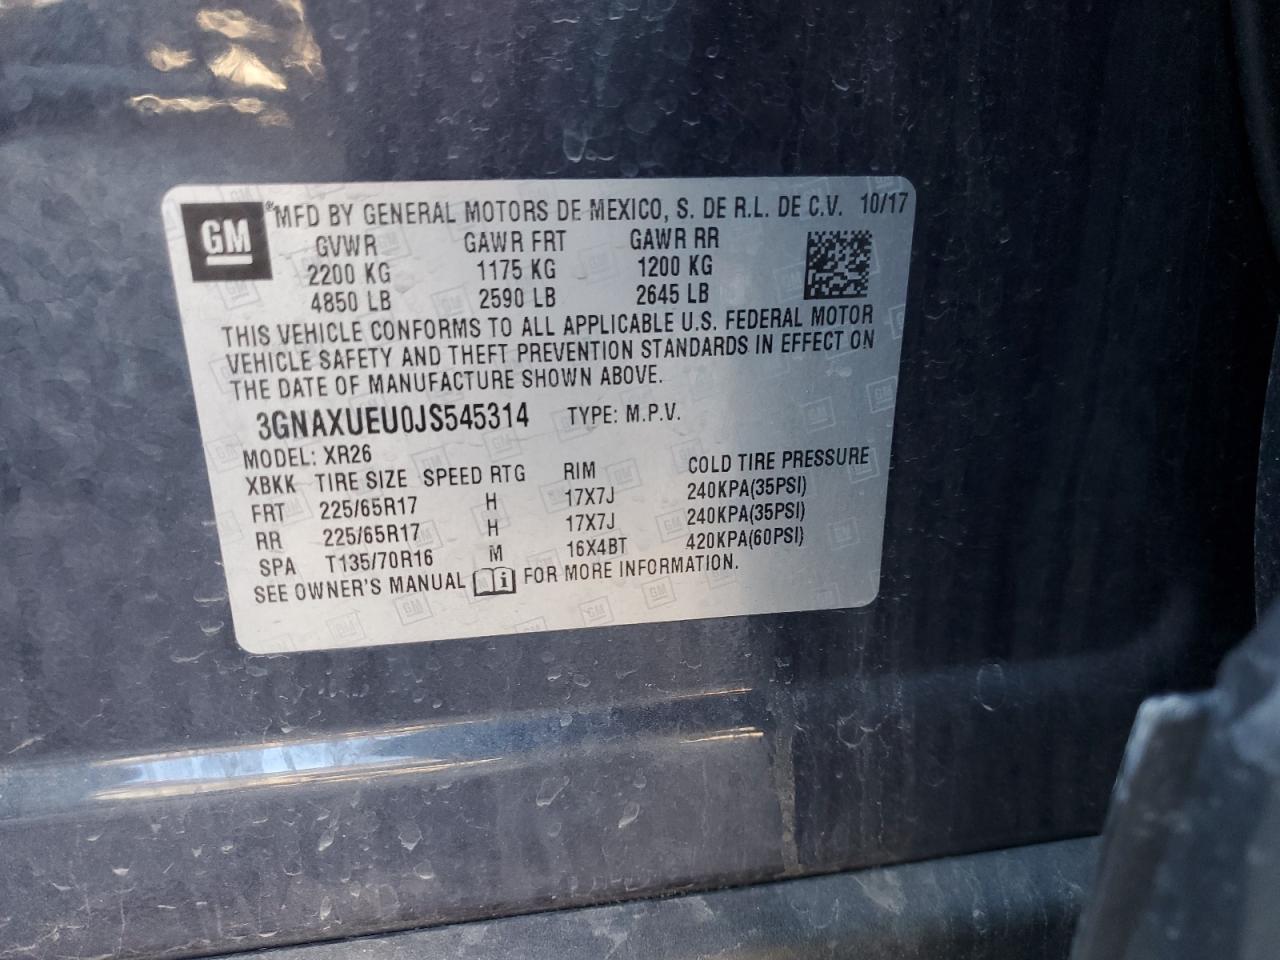 GM ® MFD BY GENERAL MOTORS DE MEXICO, S. DE R.L. DE C.V. 10/17
GVWR GAWR FRT GAWR RR
2200 KG 1175 KG 1200 KG
4850 LB 2590 LB 2645 LB
THIS VEHICLE CONFORMS TO ALL APPLICABLE U.S. FEDERAL MOTOR
VEHICLE SAFETY AND THEFT PREVENTION STANDARDS IN EFFECT ON
THE DATE OF MANUFACTURE SHOWN ABOVE.
3GNAXUEU0JS545314 TYPE: M.P.V.
MODEL: XR26
XBKK TIRE SIZE SPEED RTG RIM COLD TIRE PRESSURE
FRT 225/65R17 H 17X7J 240KPA(35PSI)
RR 225/65R17 H 17X7J 240KPA(35PSI)
SPA T135/70R16 M 16X4BT 420KPA(60PSI)
SEE OWNER'S MANUAL i FOR MORE INFORMATION.